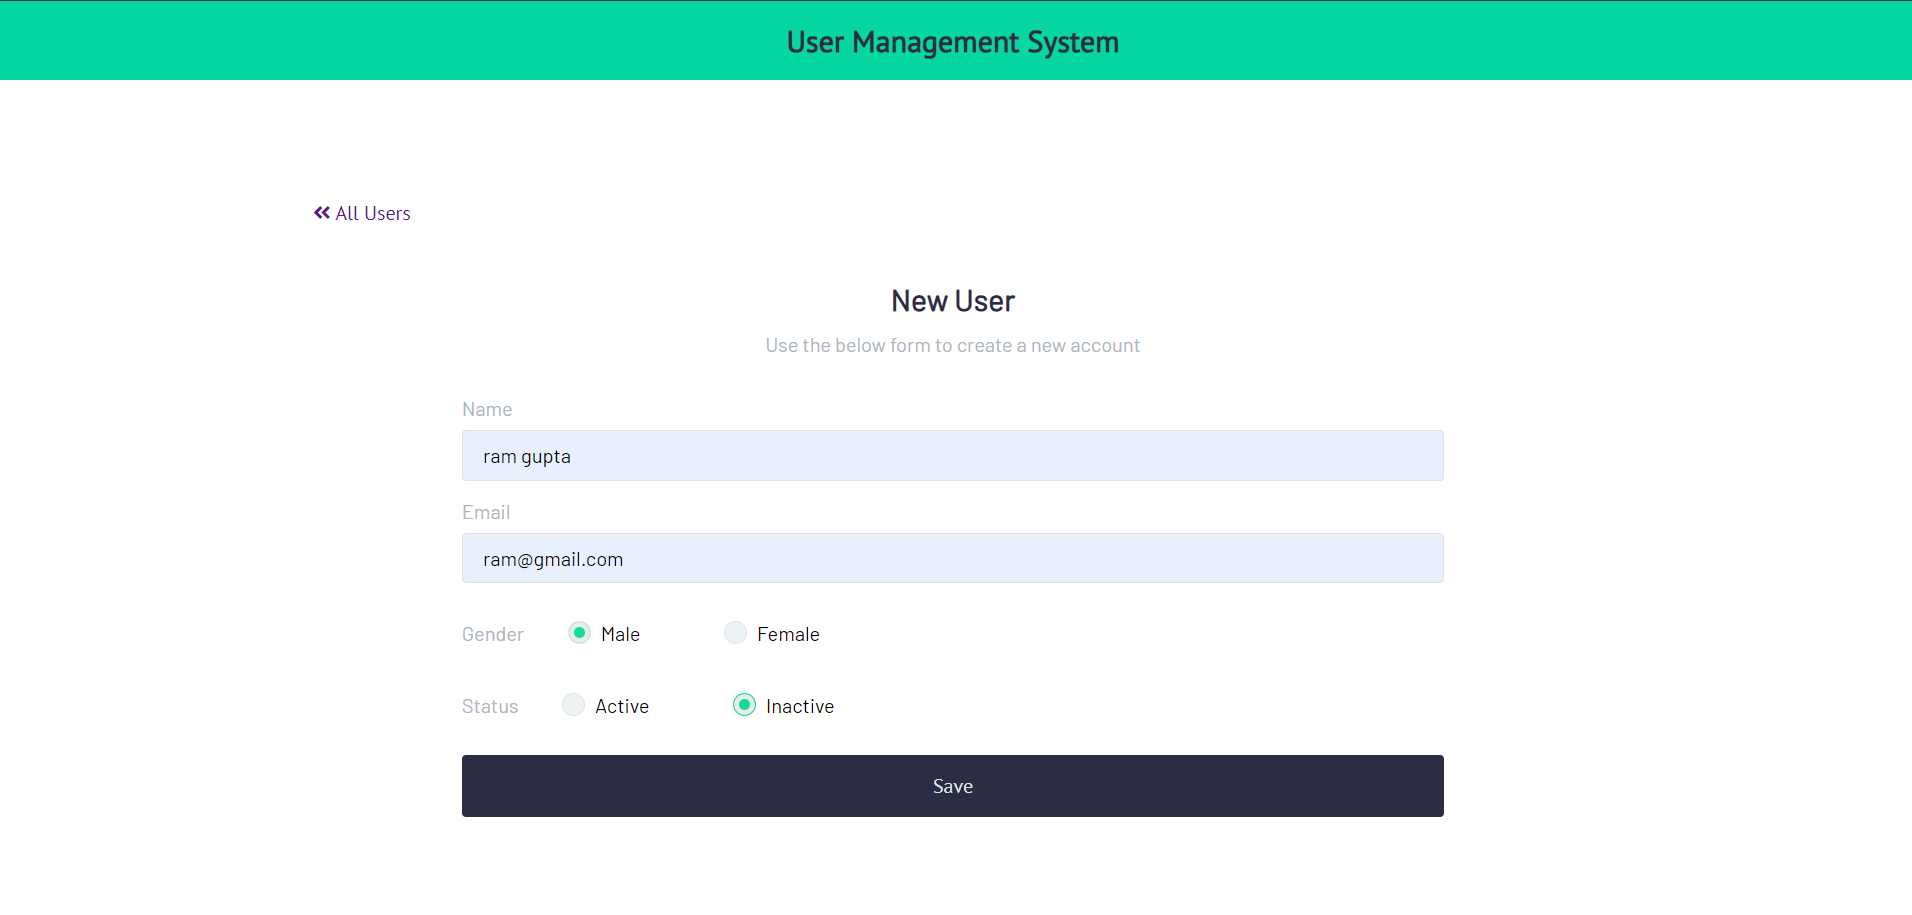 User Management System
All Users
New User
Use the below form to create a new account
Name
ram gupta
Email
ram@gmail.com
Gender Male Female
Status Active Inactive
Save